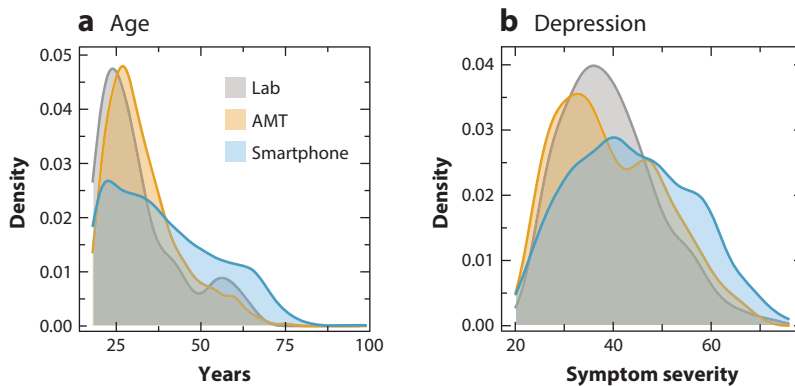 a Age
0.05
0.04
0.03
0.02
0.01
0.00
Density
25 50 75 100
Years
Lab
AMT
Smartphone
b Depression
0.04
0.03
0.02
0.01
0.00
Density
20 40 60
Symptom severity